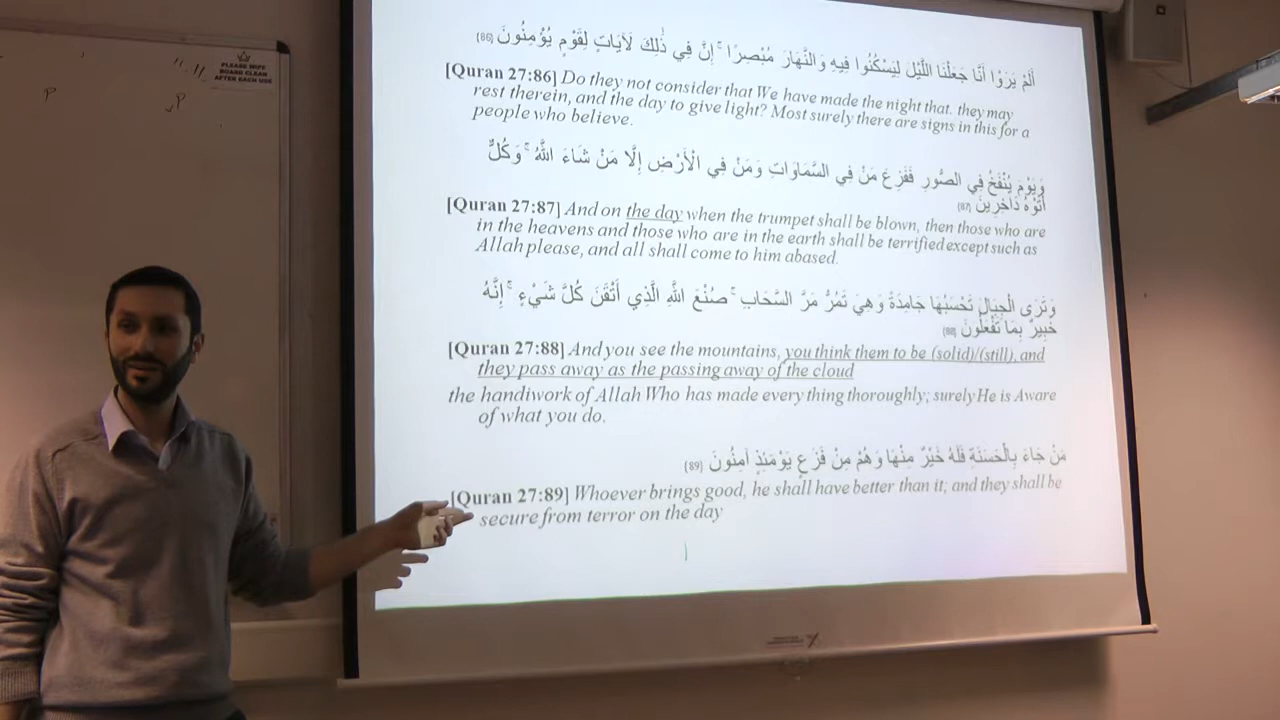 PLEASE WIPE
BOARD CLEAN
AFTER EACH USE
P
P
أَلَمْ يَرَوْا أَنَّا جَعَلْنَا اللَّيْلَ لِيَسْكُنُوا فِيهِ وَالنَّهَارَ مُبْصِرًا ۚ إِنَّ فِي ذَٰلِكَ لَآيَاتٍ لِقَوْمٍ يُؤْمِنُونَ (86)
[Quran 27:86] Do they not consider that We have made the night that. they may
rest therein, and the day to give light? Most surely there are signs in this for a
people who believe.
وَيَوْمَ يُنْفَخُ فِي الصُّورِ فَفَزِعَ مَنْ فِي السَّمَاوَاتِ وَمَنْ فِي الْأَرْضِ إِلَّا مَنْ شَاءَ اللَّهُ ۚ وَكُلٌّ
أَتَوْهُ دَاخِرِينَ (87)
[Quran 27:87] And on the day when the trumpet shall be blown, then those who are
in the heavens and those who are in the earth shall be terrified except such as
Allah please, and all shall come to him abased.
وَتَرَى الْجِبَالَ تَحْسَبُهَا جَامِدَةً وَهِيَ تَمُرُّ مَرَّ السَّحَابِ ۚ صُنْعَ اللَّهِ الَّذِي أَتْقَنَ كُلَّ شَيْءٍ ۚ إِنَّهُ
خَبِيرٌ بِمَا تَفْعَلُونَ (88)
[Quran 27:88] And you see the mountains, you think them to be (solid)/(still), and
they pass away as the passing away of the cloud
the handiwork of Allah Who has made every thing thoroughly; surely He is Aware
of what you do.
مَنْ جَاءَ بِالْحَسَنَةِ فَلَهُ خَيْرٌ مِنْهَا وَهُمْ مِنْ فَزَعٍ يَوْمَئِذٍ آمِنُونَ (89)
[Quran 27:89] Whoever brings good, he shall have better than it; and they shall be
secure from terror on the day